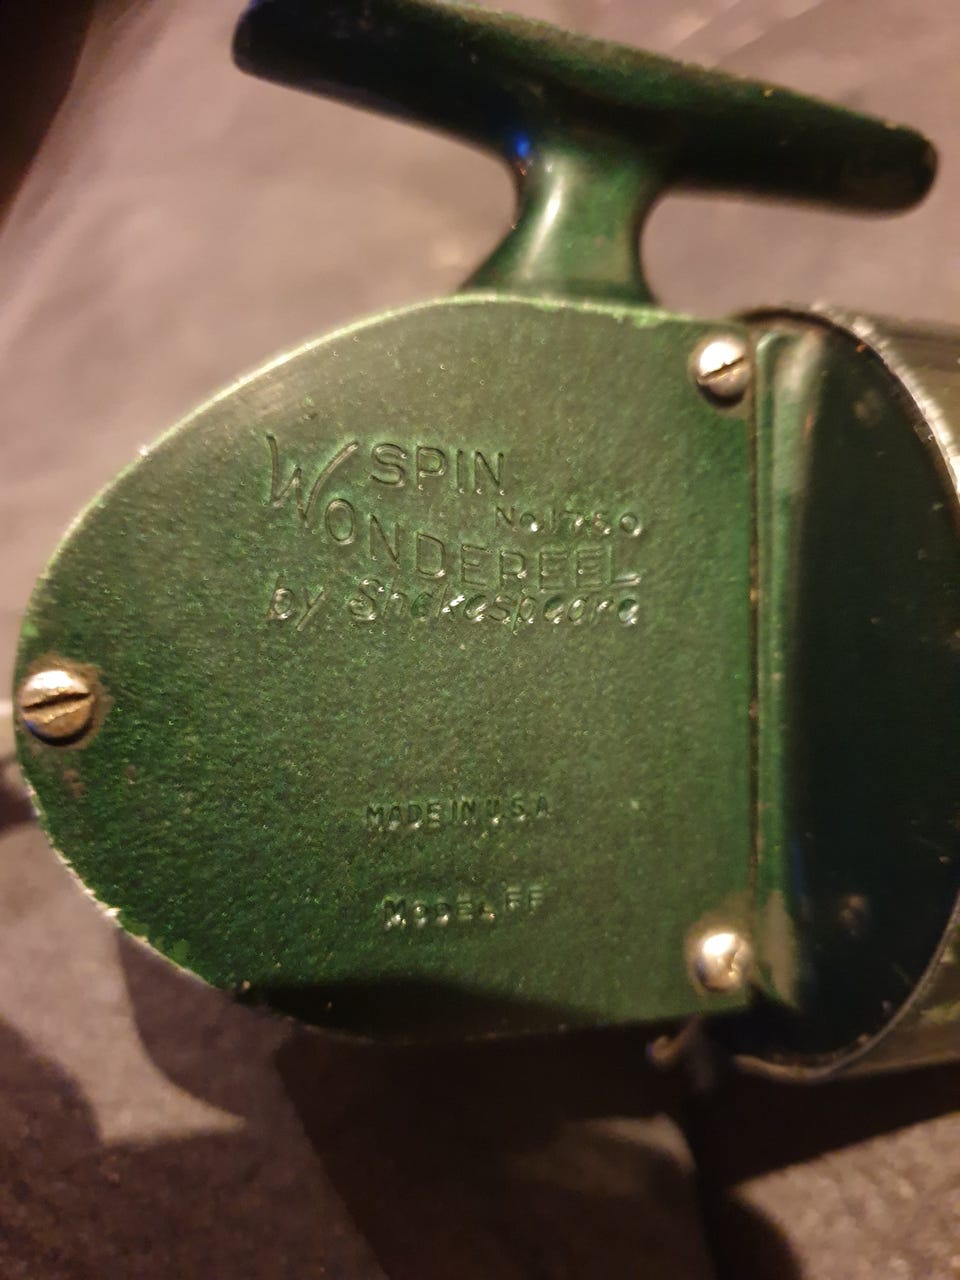 SPIN
WONDEREEL
No.1750
by Shakespeare
MADE IN U.S.A
MODEL FF